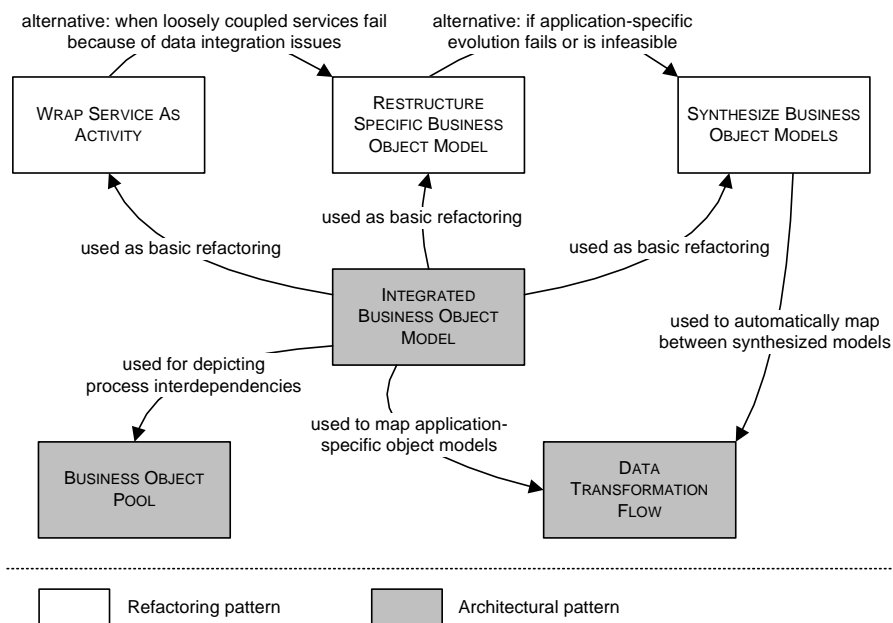 alternative: when loosely coupled services fail
because of data integration issues
alternative: if application-specific
evolution fails or is infeasible
WRAP SERVICE AS
ACTIVITY
RESTRUCTURE
SPECIFIC BUSINESS
OBJECT MODEL
SYNTHESIZE BUSINESS
OBJECT MODELS
used as basic refactoring
used as basic refactoring
used as basic refactoring
INTEGRATED
BUSINESS OBJECT
MODEL
used to automatically map
between synthesized models
used for depicting
process interdependencies
used to map application-
specific object models
BUSINESS OBJECT
POOL
DATA
TRANSFORMATION
FLOW
Refactoring pattern
Architectural pattern